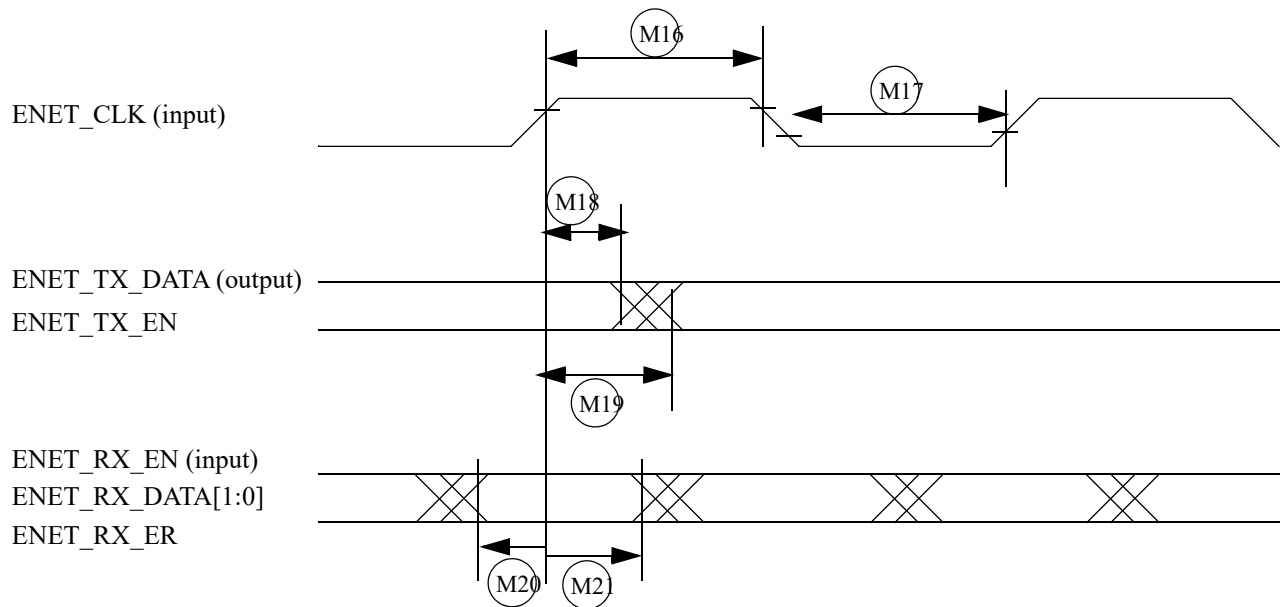 M16
M17
ENET_CLK (input)
M18
ENET_TX_DATA (output)
ENET_TX_EN
M19
ENET_RX_EN (input)
ENET_RX_DATA[1:0]
ENET_RX_ER
M20
M21